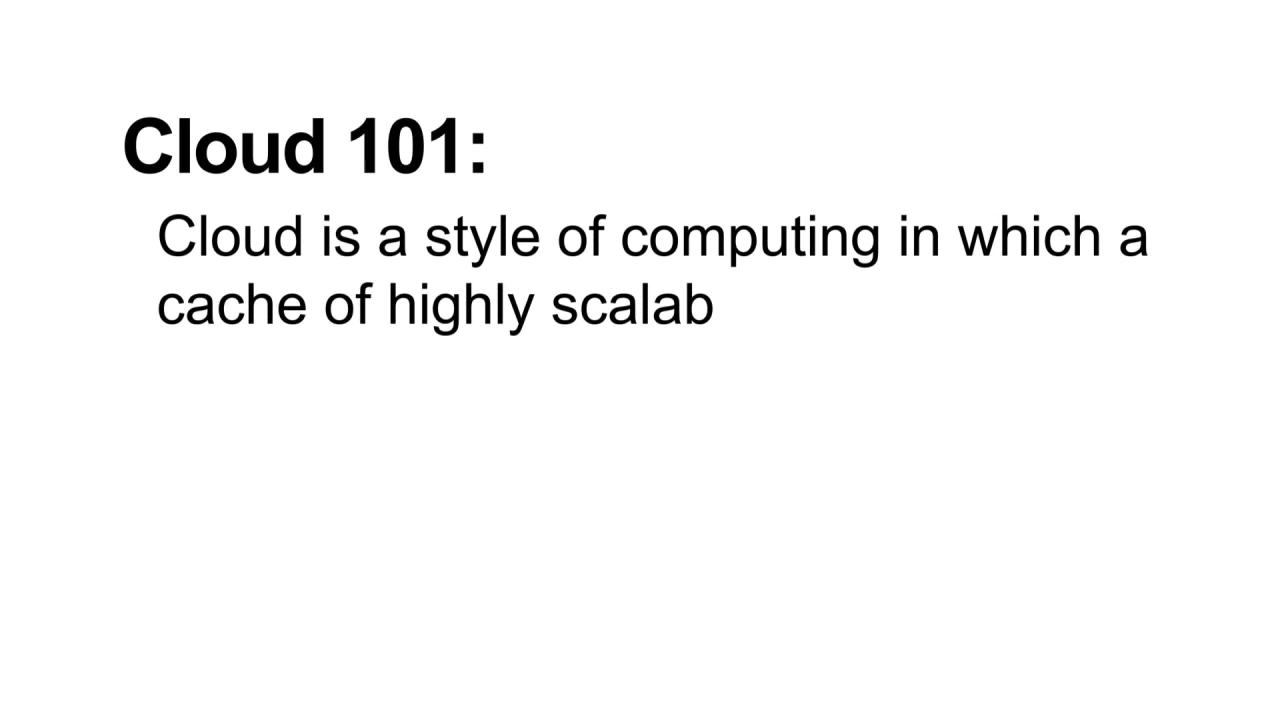 Cloud 101:
Cloud is a style of computing in which a
cache of highly scalab